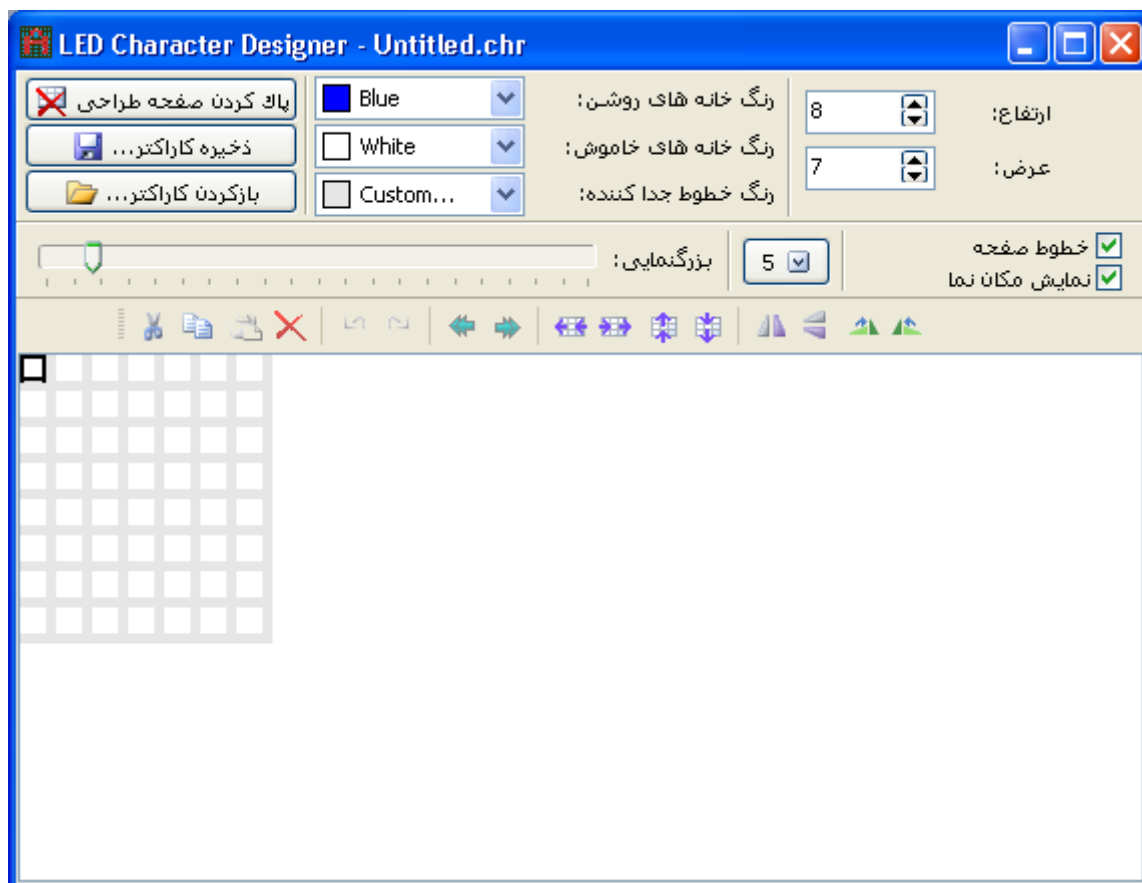 LED Character Designer - Untitled.chr
پاک کردن صفحه طراحی
ذخیره کاراکتر...
بازکردن کاراکتر...
Blue
White
Custom...
رنگ خانه های روشن:
رنگ خانه های خاموش:
رنگ خطوط جدا کننده:
8
7
ارتفاع:
عرض:
بزرگنمایی:
5
خطوط صفحه
نمایش مکان نما